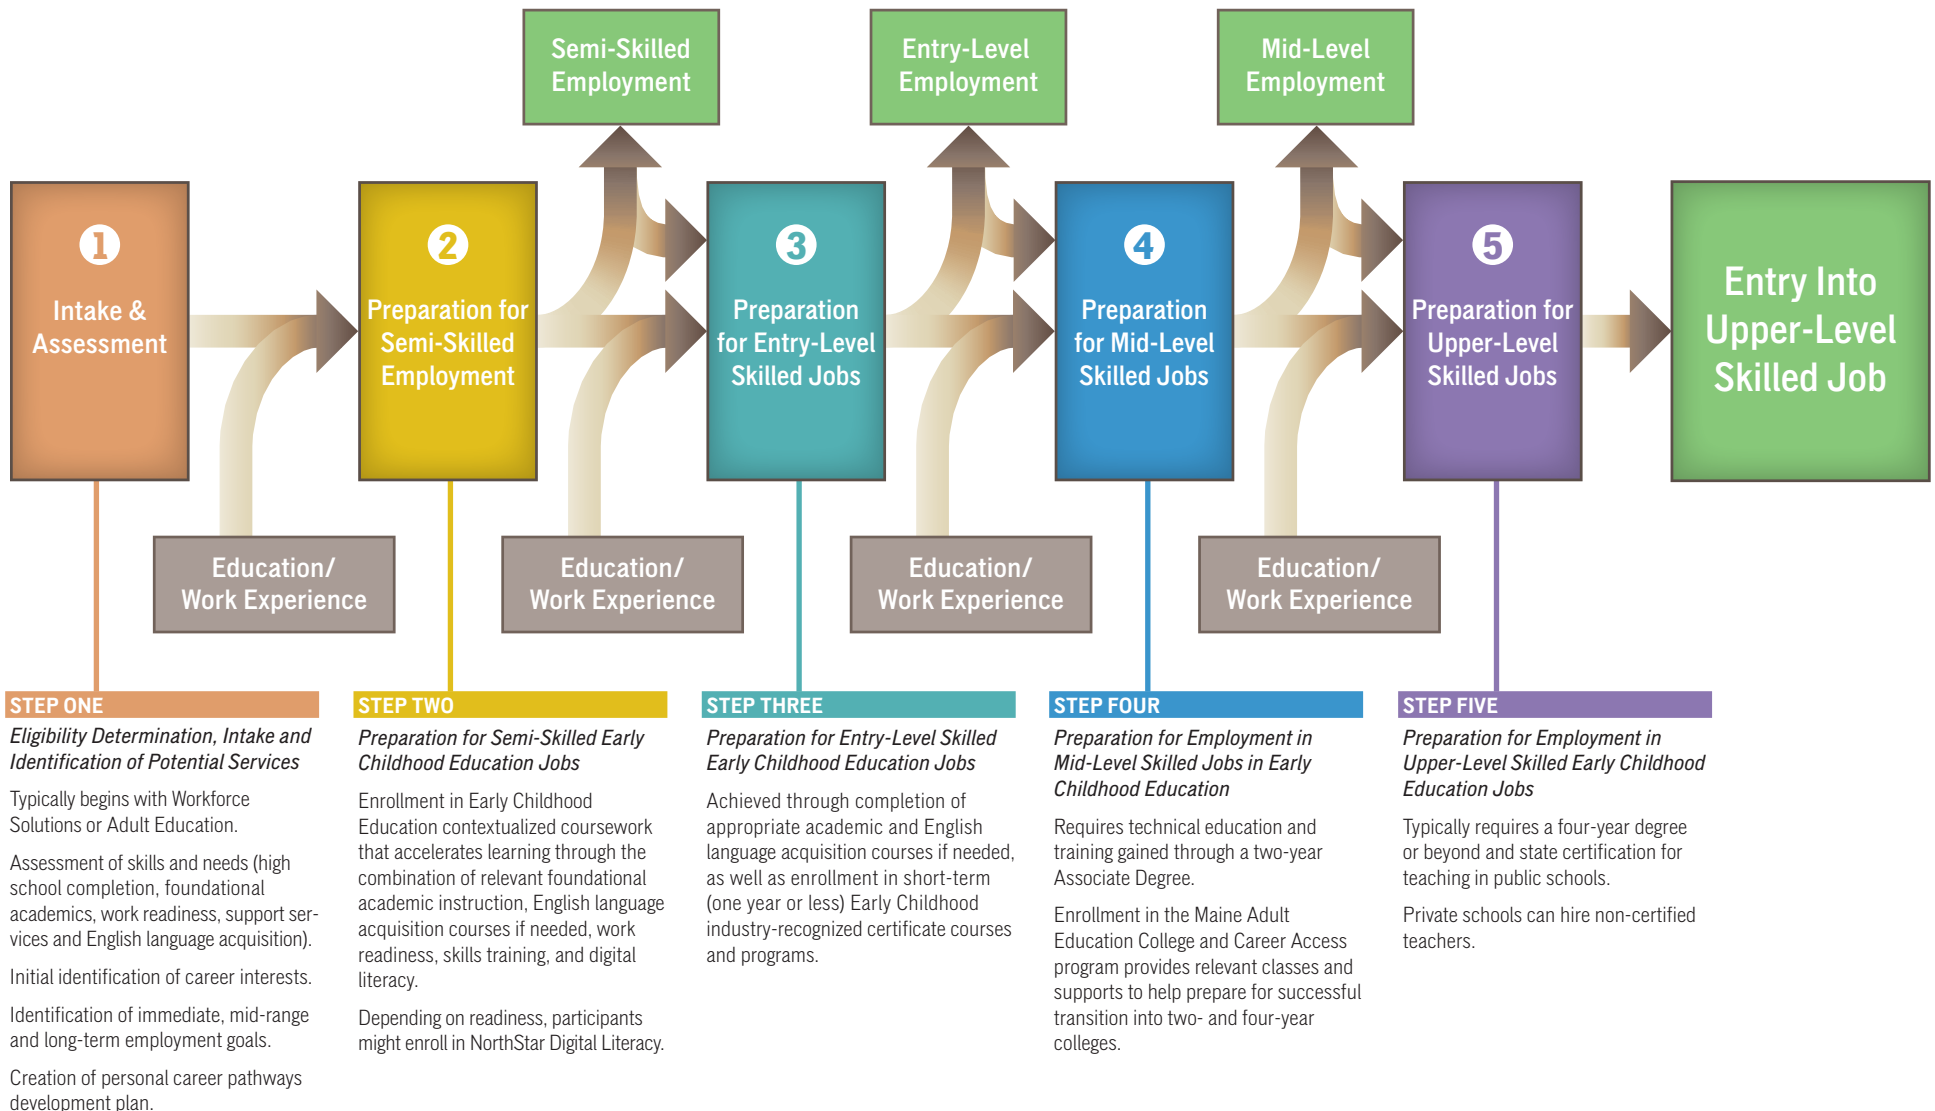 Semi-Skilled
Employment
Entry-Level
Employment
Mid-Level
Employment
1
Intake &
Assessment
2
Preparation for
Semi-Skilled
Employment
3
Preparation
for Entry-Level
Skilled Jobs
4
Preparation
for Mid-Level
Skilled Jobs
5
Preparation for
Upper-Level
Skilled Jobs
Entry Into
Upper-Level
Skilled Job
Education/
Work Experience
Education/
Work Experience
Education/
Work Experience
Education/
Work Experience
STEP ONE
Eligibility Determination, Intake and
Identification of Potential Services
Typically begins with Workforce
Solutions or Adult Education.
Assessment of skills and needs (high
school completion, foundational
academics, work readiness, support ser-
vices and English language acquisition).
Initial identification of career interests.
Identification of immediate, mid-range
and long-term employment goals.
Creation of personal career pathways
development plan.
STEP TWO
Preparation for Semi-Skilled Early
Childhood Education Jobs
Enrollment in Early Childhood
Education contextualized coursework
that accelerates learning through the
combination of relevant foundational
academic instruction, English language
acquisition courses if needed, work
readiness, skills training, and digital
literacy.
Depending on readiness, participants
might enroll in NorthStar Digital Literacy.
STEP THREE
Preparation for Entry-Level Skilled
Early Childhood Education Jobs
Achieved through completion of
appropriate academic and English
language acquisition courses if needed,
as well as enrollment in short-term
(one year or less) Early Childhood
industry-recognized certificate courses
and programs.
STEP FOUR
Preparation for Employment in
Mid-Level Skilled Jobs in Early
Childhood Education
Requires technical education and
training gained through a two-year
Associate Degree.
Enrollment in the Maine Adult
Education College and Career Access
program provides relevant classes and
supports to help prepare for successful
transition into two- and four-year
colleges.
STEP FIVE
Preparation for Employment in
Upper-Level Skilled Early Childhood
Education Jobs
Typically requires a four-year degree
or beyond and state certification for
teaching in public schools.
Private schools can hire non-certified
teachers.